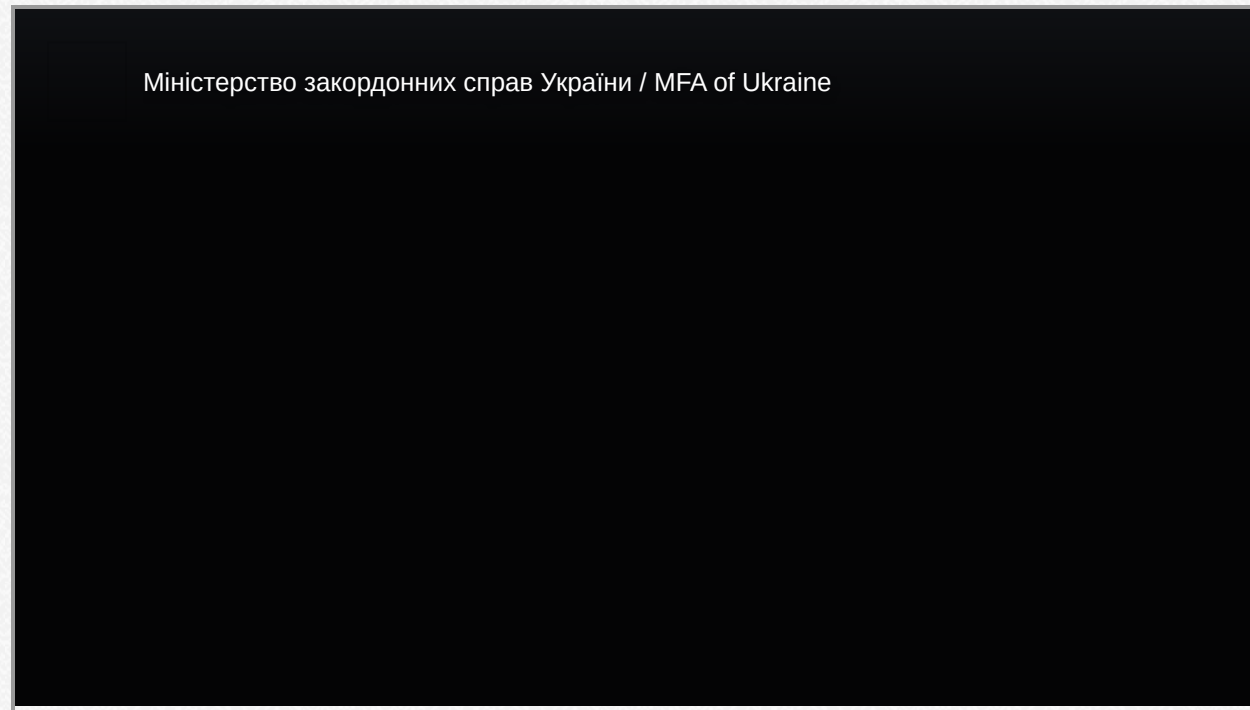 Міністерство закордонних справ України / MFA of Ukraine